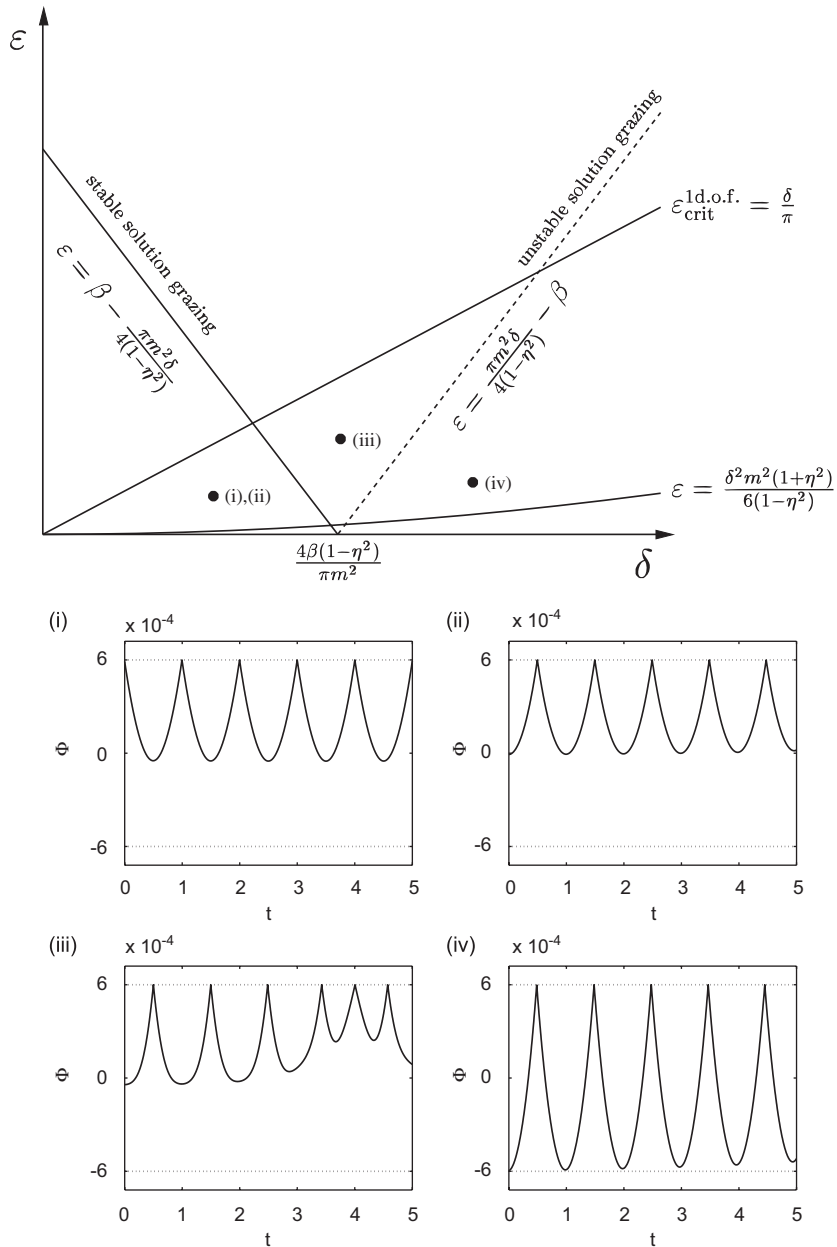 ε
unstable solution grazing
ε_crit^1d.o.f. = δ/π
stable solution grazing
ε = β − πm²δ/4(1−η²)
ε = πm²δ/4(1−η²) − β
(iii)
(iv)
(i),(ii)
ε = δ²m²(1+η²)/6(1−η²)
4β(1−η²)/πm²
δ
(i)
x 10⁻⁴
6
0
-6
Φ
0 1 2 3 4 5
t
(ii)
x 10⁻⁴
6
0
-6
Φ
0 1 2 3 4 5
t
(iii)
x 10⁻⁴
6
0
-6
Φ
0 1 2 3 4 5
t
(iv)
x 10⁻⁴
6
0
-6
Φ
0 1 2 3 4 5
t